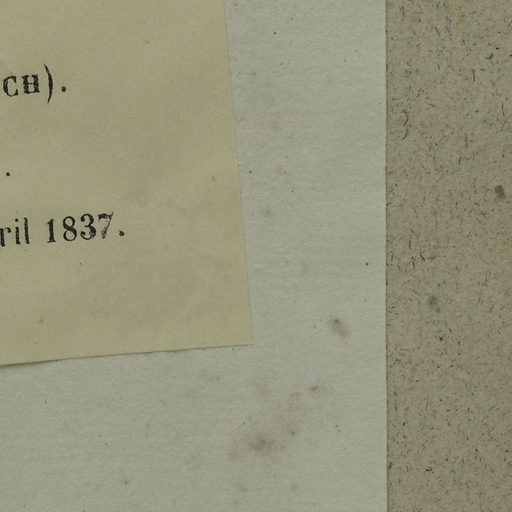 CH).
.
ril 1837.